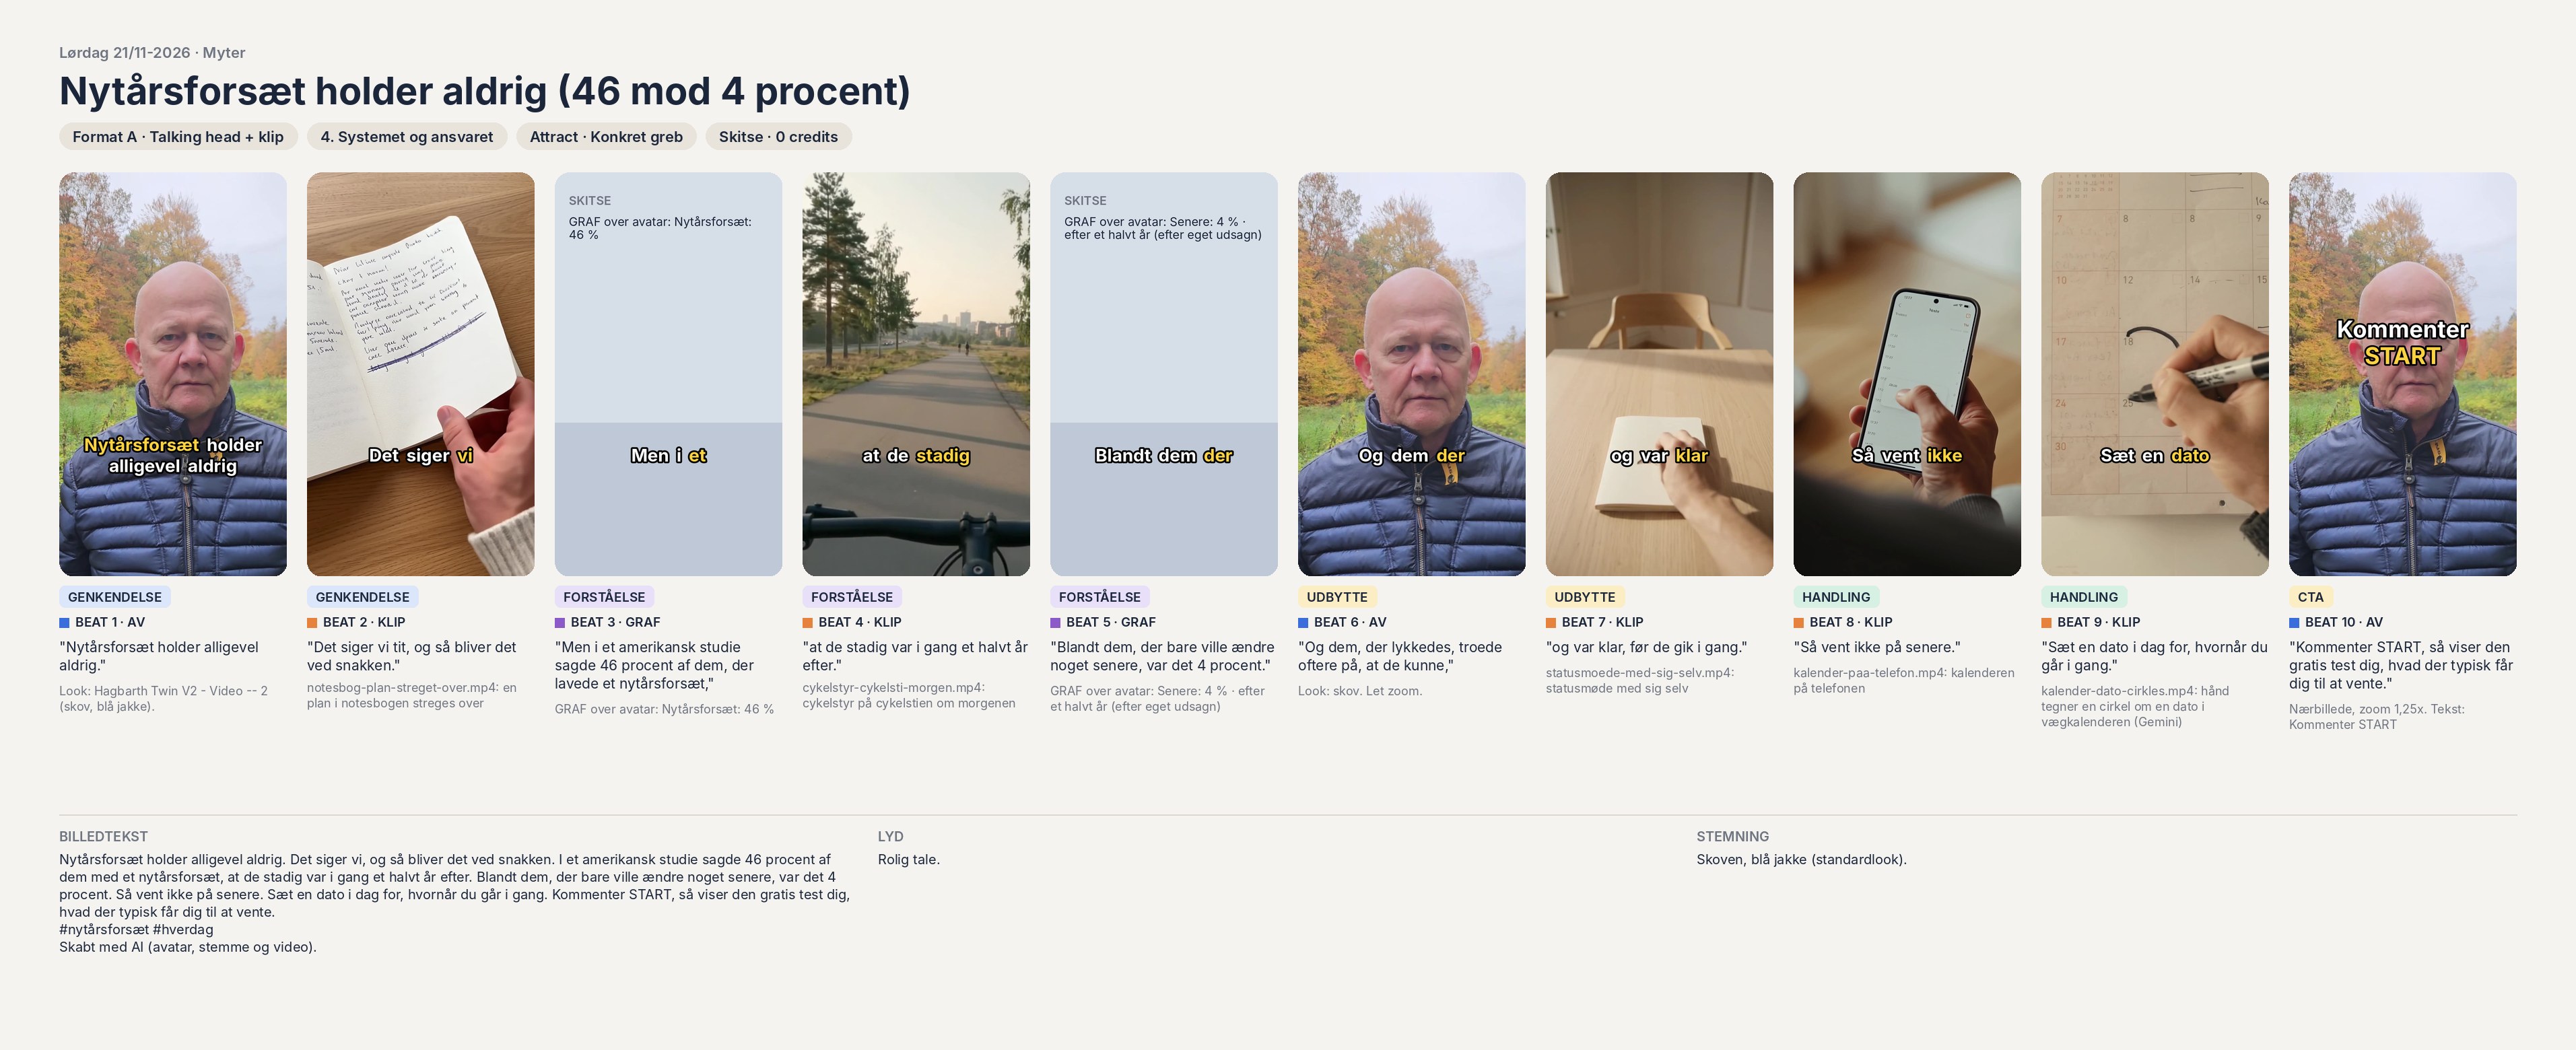 Lørdag 21/11-2026 · Myter
Nytårsforsæt holder aldrig (46 mod 4 procent)
Format A · Talking head + klip
4. Systemet og ansvaret
Attract · Konkret greb
Skitse · 0 credits
Nytårsforsæt holder
alligevel aldrig
Det siger vi
SKITSE
GRAF over avatar: Nytårsforsæt:
46 %
Men i et
at de stadig
SKITSE
GRAF over avatar: Senere: 4 % ·
efter et halvt år (efter eget udsagn)
Blandt dem der
Og dem der
og var klar
Så vent ikke
7 8 8 9
10 12 14 15
17 18
24 25
30
Sæt en dato
Kommenter
START
GENKENDELSE
BEAT 1 · AV
"Nytårsforsæt holder alligevel
aldrig."
Look: Hagbarth Twin V2 - Video -- 2
(skov, blå jakke).
GENKENDELSE
BEAT 2 · KLIP
"Det siger vi tit, og så bliver det
ved snakken."
notesbog-plan-streget-over.mp4: en
plan i notesbogen streges over
FORSTÅELSE
BEAT 3 · GRAF
"Men i et amerikansk studie
sagde 46 procent af dem, der
lavede et nytårsforsæt,"
GRAF over avatar: Nytårsforsæt: 46 %
FORSTÅELSE
BEAT 4 · KLIP
"at de stadig var i gang et halvt år
efter."
cykelstyr-cykelsti-morgen.mp4:
cykelstyr på cykelstien om morgenen
FORSTÅELSE
BEAT 5 · GRAF
"Blandt dem, der bare ville ændre
noget senere, var det 4 procent."
GRAF over avatar: Senere: 4 % · efter
et halvt år (efter eget udsagn)
UDBYTTE
BEAT 6 · AV
"Og dem, der lykkedes, troede
oftere på, at de kunne,"
Look: skov. Let zoom.
UDBYTTE
BEAT 7 · KLIP
"og var klar, før de gik i gang."
statusmoede-med-sig-selv.mp4:
statusmøde med sig selv
HANDLING
BEAT 8 · KLIP
"Så vent ikke på senere."
kalender-paa-telefon.mp4: kalenderen
på telefonen
HANDLING
BEAT 9 · KLIP
"Sæt en dato i dag for, hvornår du
går i gang."
kalender-dato-cirkles.mp4: hånd
tegner en cirkel om en dato i
vægkalenderen (Gemini)
CTA
BEAT 10 · AV
"Kommenter START, så viser den
gratis test dig, hvad der typisk får
dig til at vente."
Nærbillede, zoom 1,25x. Tekst:
Kommenter START
BILLEDTEKST
Nytårsforsæt holder alligevel aldrig. Det siger vi, og så bliver det ved snakken. I et amerikansk studie sagde 46 procent af
dem med et nytårsforsæt, at de stadig var i gang et halvt år efter. Blandt dem, der bare ville ændre noget senere, var det 4
procent. Så vent ikke på senere. Sæt en dato i dag for, hvornår du går i gang. Kommenter START, så viser den gratis test dig,
hvad der typisk får dig til at vente.
#nytårsforsæt #hverdag
Skabt med AI (avatar, stemme og video).
LYD
Rolig tale.
STEMNING
Skoven, blå jakke (standardlook).